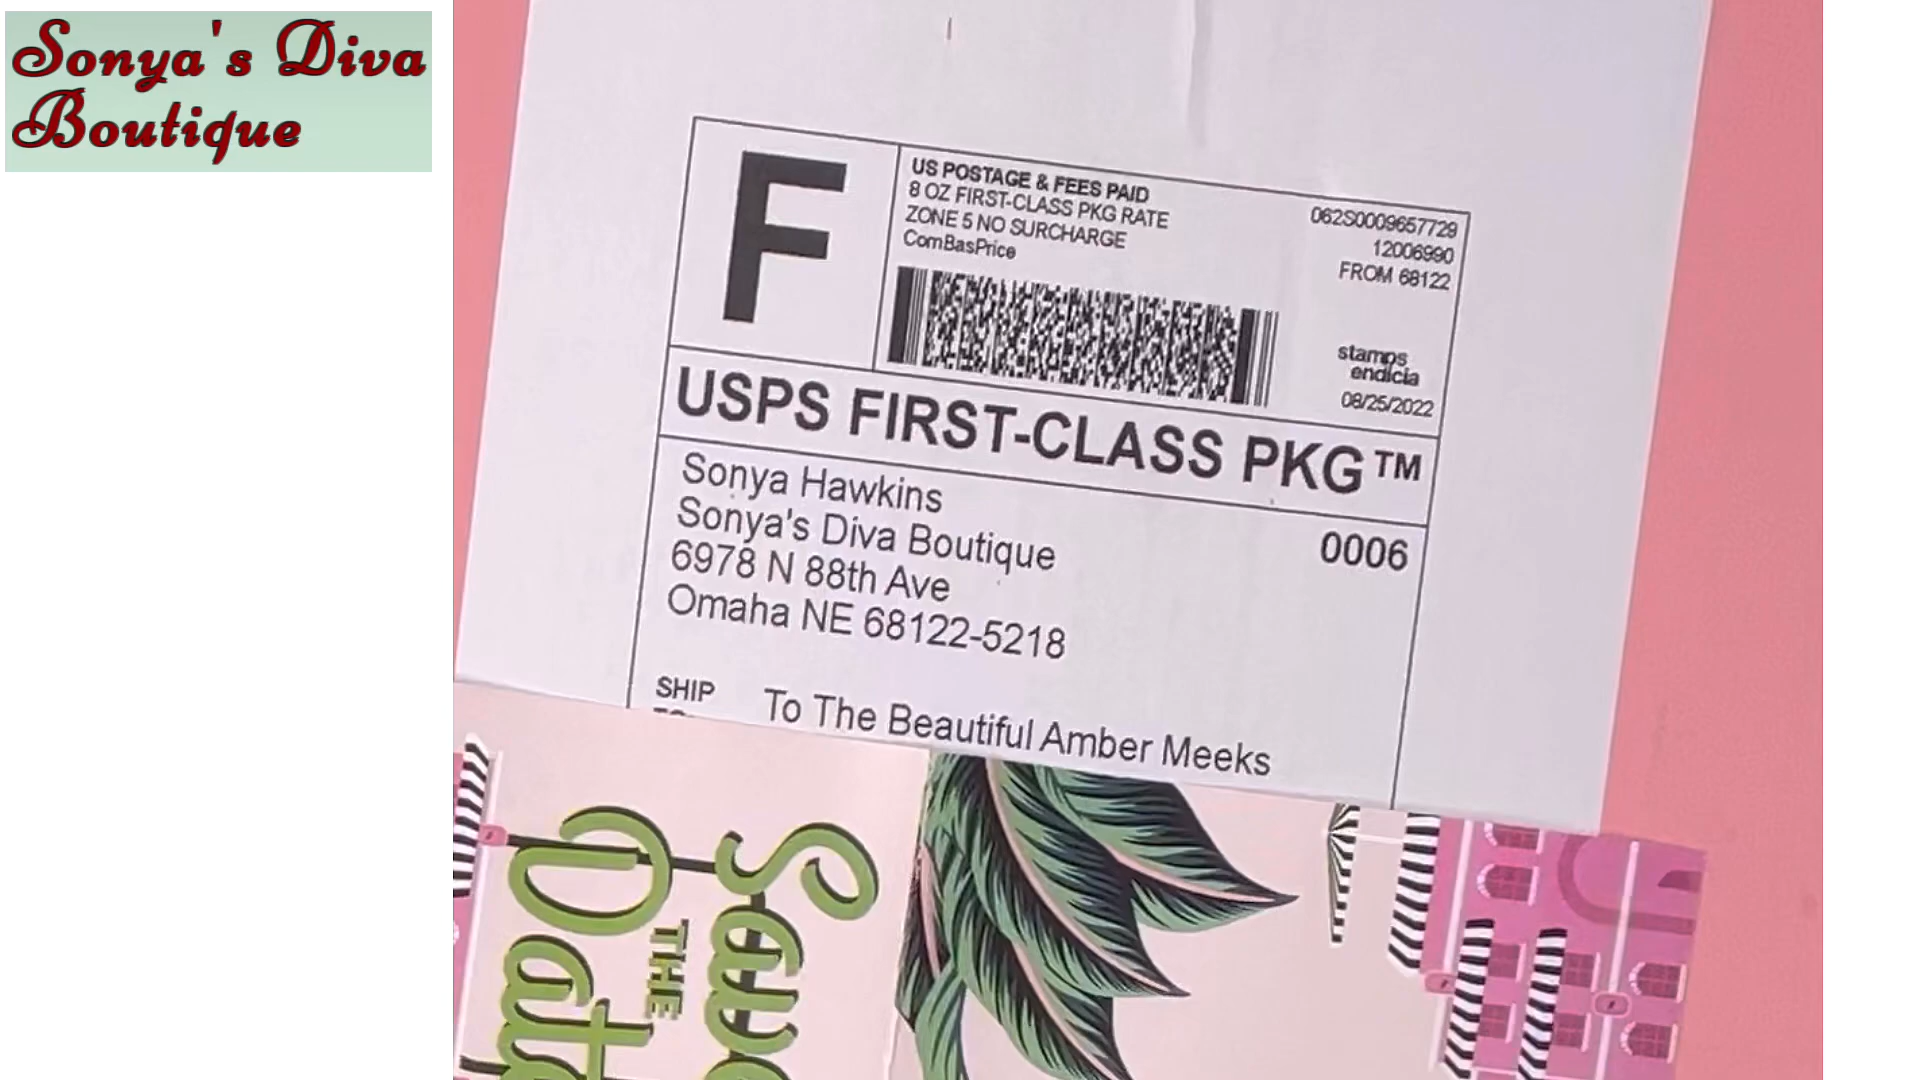 Sonya's Diva
Boutique
F
US POSTAGE & FEES PAID
8 OZ FIRST-CLASS PKG RATE
ZONE 5 NO SURCHARGE
ComBasPrice
062S0009657729
12006990
FROM 68122
stamps
endicia
08/25/2022
USPS FIRST-CLASS PKG™
Sonya Hawkins
Sonya's Diva Boutique
6978 N 88th Ave
Omaha NE 68122-5218
0006
SHIP
To The Beautiful Amber Meeks
THE